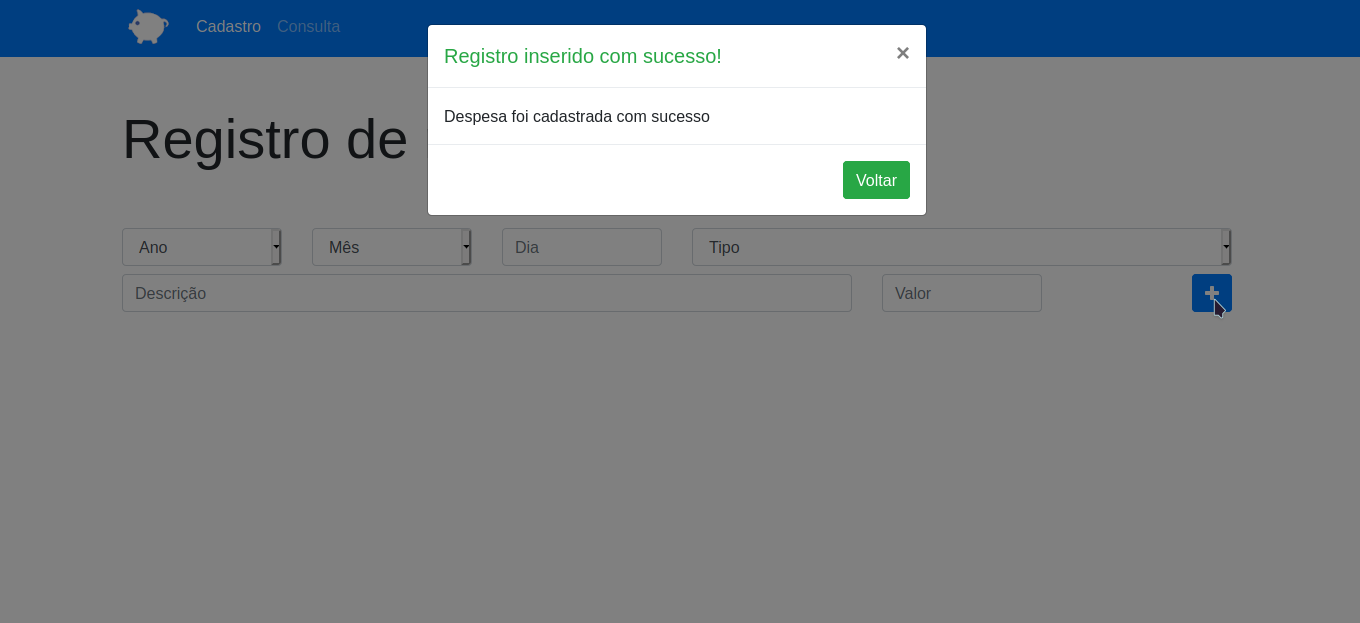 Cadastro Consulta
Registro inserido com sucesso! ×
Despesa foi cadastrada com sucesso
Voltar
Registro de
Ano Mês Dia Tipo
Descrição Valor